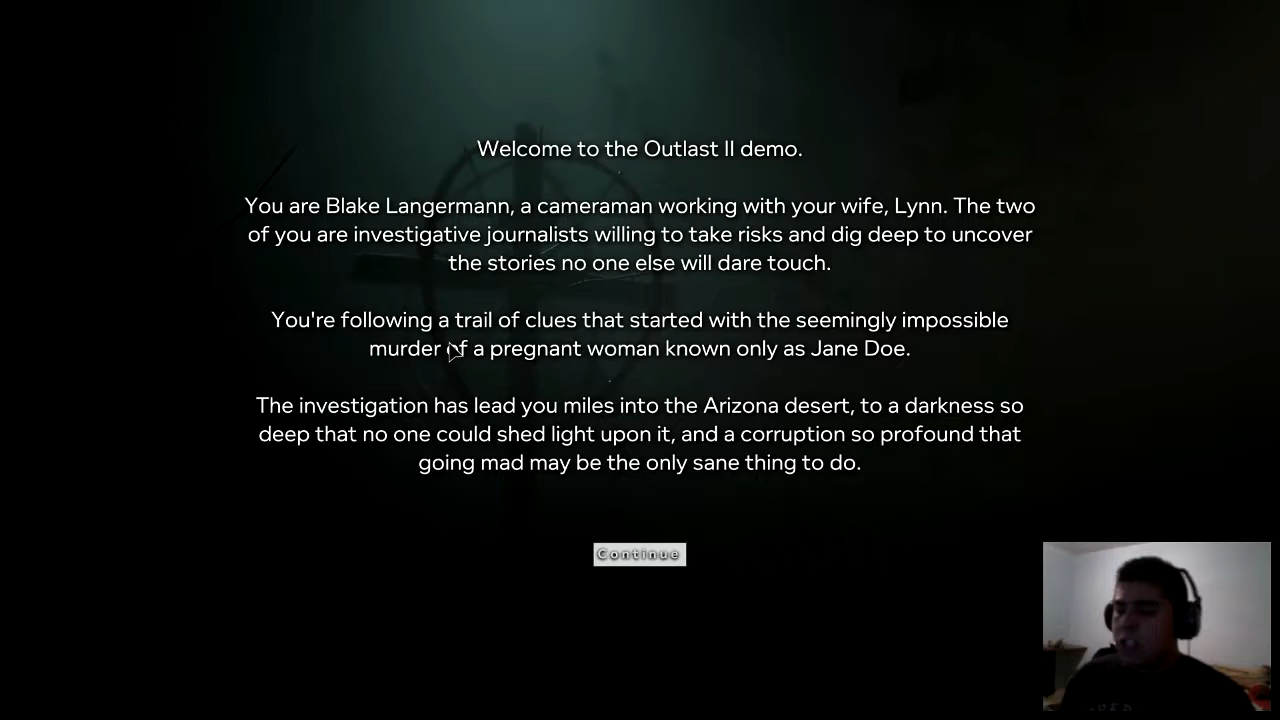 Welcome to the Outlast II demo.
You are Blake Langermann, a cameraman working with your wife, Lynn. The two
of you are investigative journalists willing to take risks and dig deep to uncover
the stories no one else will dare touch.
You're following a trail of clues that started with the seemingly impossible
murder of a pregnant woman known only as Jane Doe.
The investigation has lead you miles into the Arizona desert, to a darkness so
deep that no one could shed light upon it, and a corruption so profound that
going mad may be the only sane thing to do.
Continue